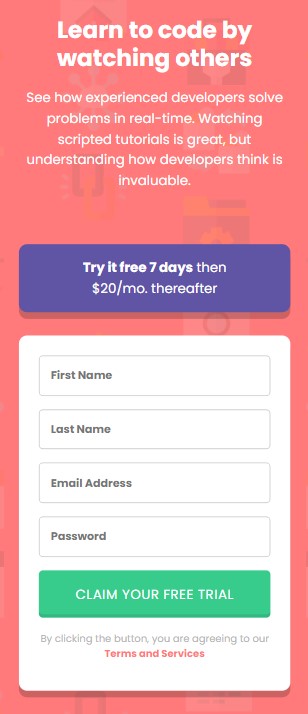 Learn to code by
watching others
See how experienced developers solve
problems in real-time. Watching
scripted tutorials is great, but
understanding how developers think is
invaluable.
Try it free 7 days then
$20/mo. thereafter
First Name
Last Name
Email Address
Password
CLAIM YOUR FREE TRIAL
By clicking the button, you are agreeing to our
Terms and Services